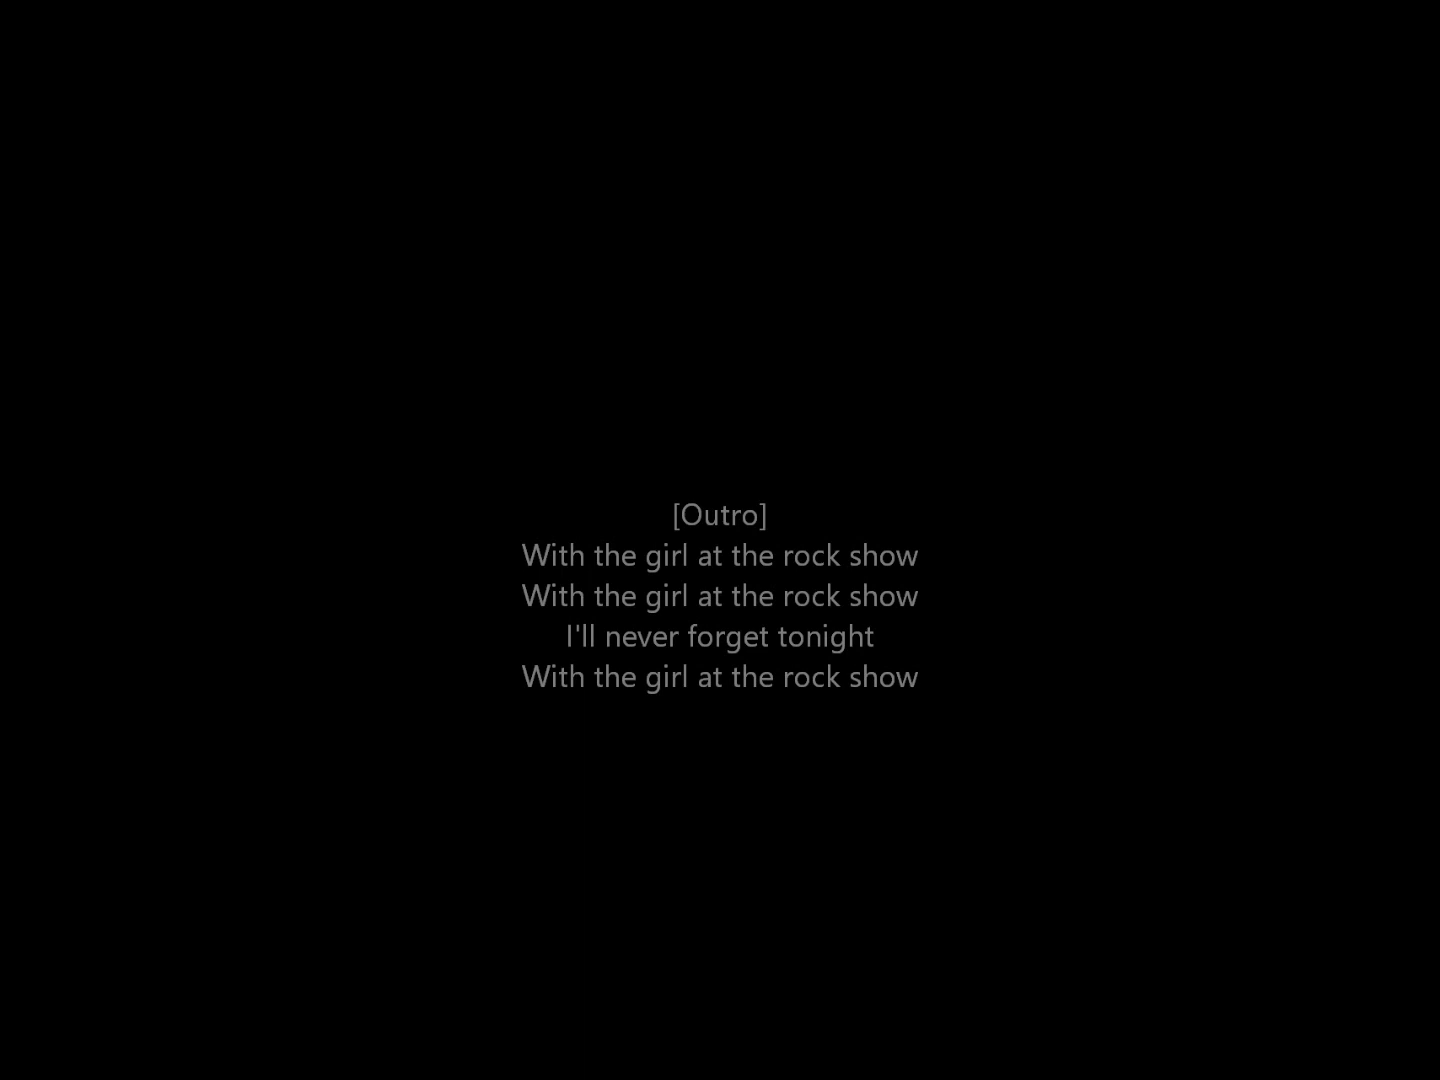 [Outro]
With the girl at the rock show
With the girl at the rock show
I'll never forget tonight
With the girl at the rock show